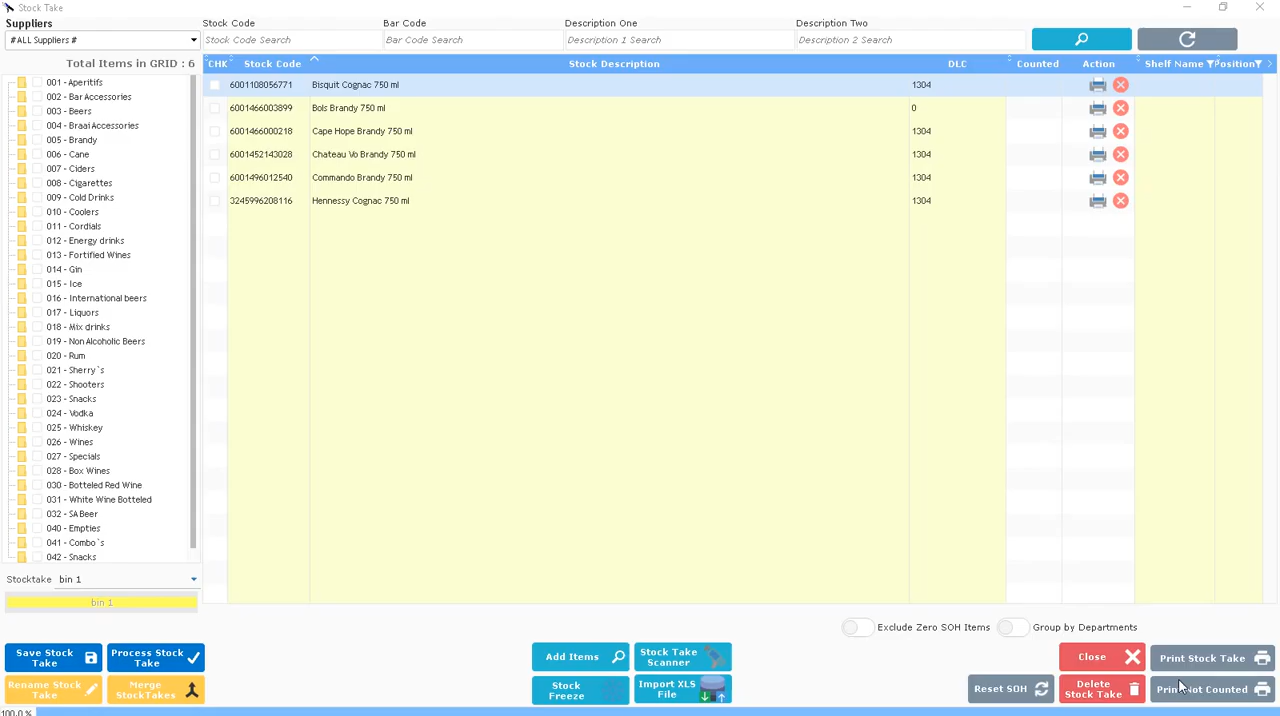 Stock Take
Suppliers
#ALL Suppliers #
Stock Code
Stock Code Search
Bar Code
Bar Code Search
Description One
Description 1 Search
Description Two
Description 2 Search
Total Items in GRID : 6
CHK Stock Code Stock Description DLC Counted Action Shelf Name Position
6001108056771 Bisquit Cognac 750 ml 1304
6001466003899 Bols Brandy 750 ml 0
6001466000218 Cape Hope Brandy 750 ml 1304
6001452143028 Chateau Vo Brandy 750 ml 1304
6001496012540 Commando Brandy 750 ml 1304
3245996208116 Hennessy Cognac 750 ml 1304
001 - Aperitifs
002 - Bar Accessories
003 - Beers
004 - Braai Accessories
005 - Brandy
006 - Cane
007 - Ciders
008 - Cigarettes
009 - Cold Drinks
010 - Coolers
011 - Cordials
012 - Energy drinks
013 - Fortified Wines
014 - Gin
015 - Ice
016 - International beers
017 - Liquors
018 - Mix drinks
019 - Non Alcoholic Beers
020 - Rum
021 - Sherry`s
022 - Shooters
023 - Snacks
024 - Vodka
025 - Whiskey
026 - Wines
027 - Specials
028 - Box Wines
030 - Botteled Red Wine
031 - White Wine Botteled
032 - SA Beer
040 - Empties
041 - Combo`s
042 - Snacks
Stocktake bin 1
bin 1
Exclude Zero SOH Items
Group by Departments
Save Stock
Take
Process Stock
Take
Rename Stock
Take
Merge
StockTakes
Add Items
Stock Take
Scanner
Stock
Freeze
Import XLS
File
Close
Print Stock Take
Reset SOH
Delete
Stock Take
Print Not Counted
100.0 %